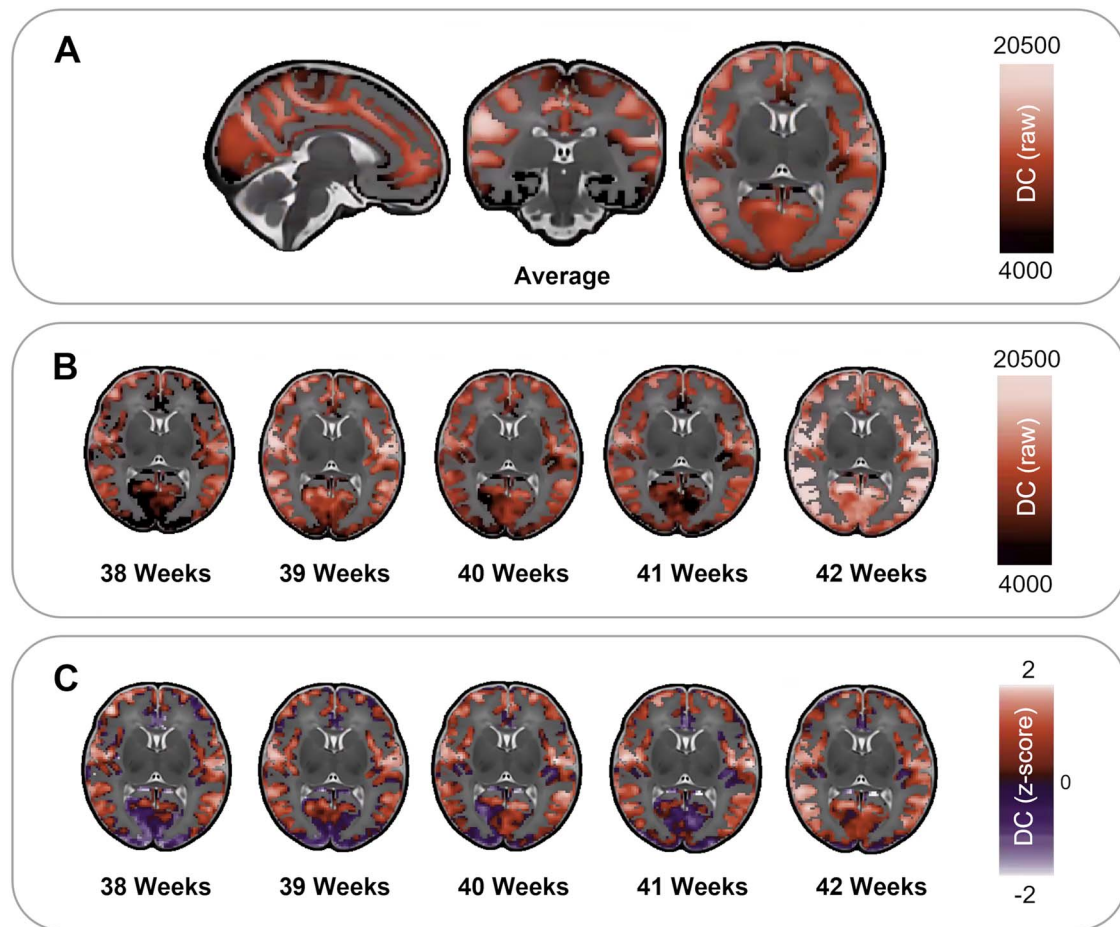 A
20500
DC (raw)
4000
Average
B
20500
DC (raw)
4000
38 Weeks
39 Weeks
40 Weeks
41 Weeks
42 Weeks
C
2
DC (z-score)
0
-2
38 Weeks
39 Weeks
40 Weeks
41 Weeks
42 Weeks